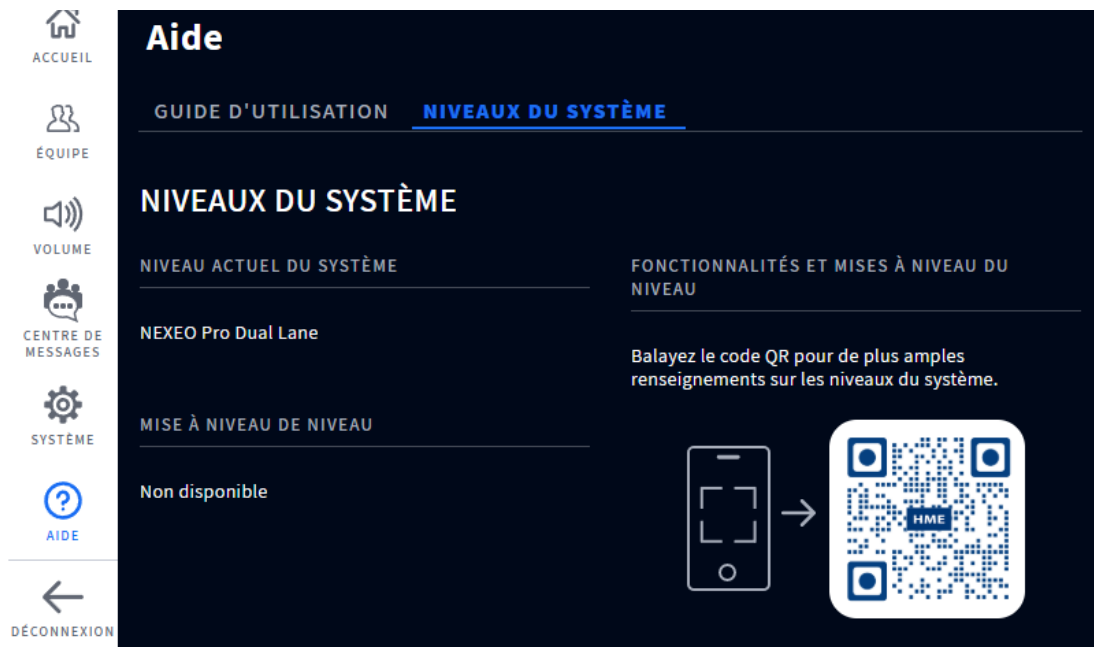 ACCUEIL
ÉQUIPE
VOLUME
CENTRE DE
MESSAGES
SYSTÈME
AIDE
DÉCONNEXION
Aide
GUIDE D'UTILISATION
NIVEAUX DU SYSTÈME
NIVEAUX DU SYSTÈME
NIVEAU ACTUEL DU SYSTÈME
NEXEO Pro Dual Lane
MISE À NIVEAU DE NIVEAU
Non disponible
FONCTIONNALITÉS ET MISES À NIVEAU DU
NIVEAU
Balayez le code QR pour de plus amples
renseignements sur les niveaux du système.
HME